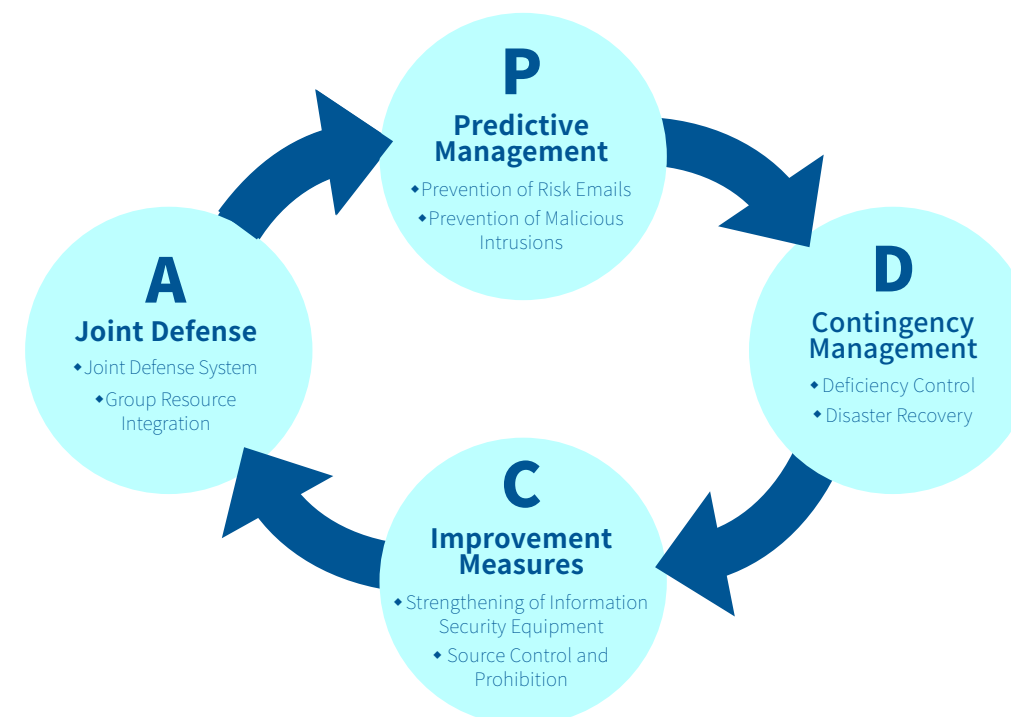 P
Predictive
Management
◆Prevention of Risk Emails
◆Prevention of Malicious
Intrusions
D
Contingency
Management
◆Deficiency Control
◆Disaster Recovery
C
Improvement
Measures
◆Strengthening of Information
Security Equipment
◆Source Control and
Prohibition
A
Joint Defense
◆Joint Defense System
◆Group Resource
Integration